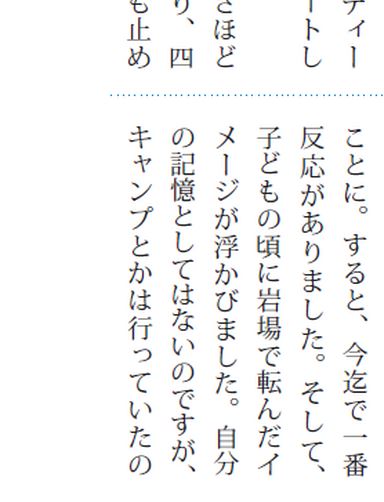 ティー
ートし
さほど
り、四
も止め
ことに。すると、今迄で一番
反応がありました。そして、
子どもの頃に岩場で転んだイ
メージが浮かびました。自分
の記憶としてはないのですが、
キャンプとかは行っていたの